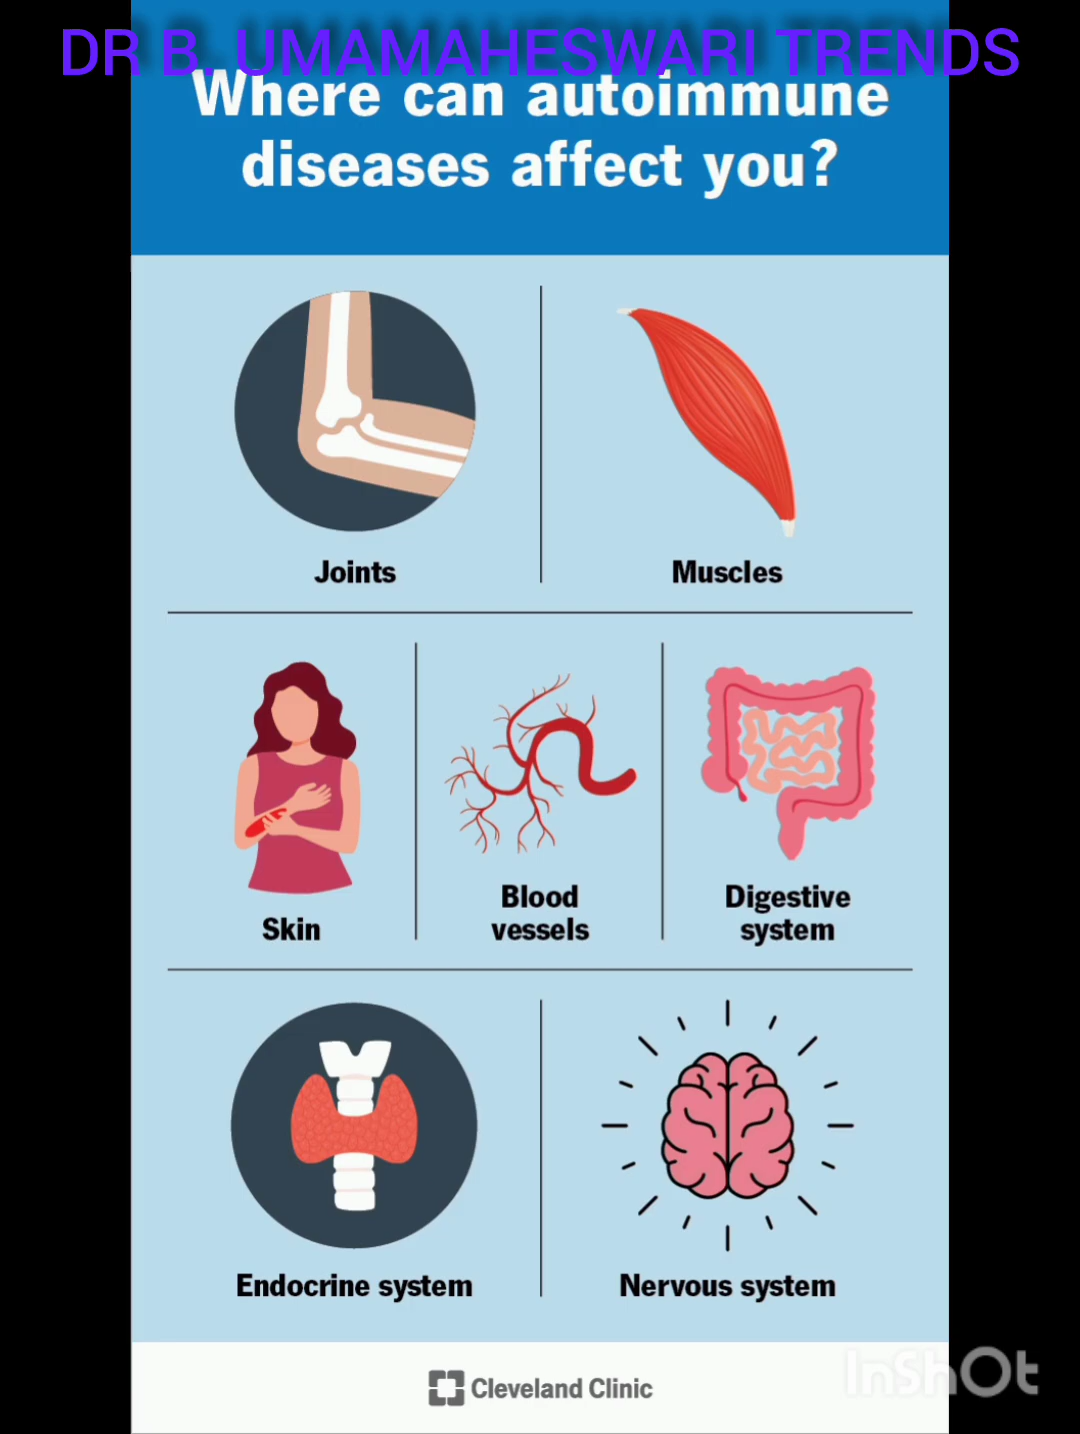 DR B. UMAMAHESWARI TRENDS
Where can autoimmune
diseases affect you?
Joints
Muscles
Skin
Blood
vessels
Digestive
system
Endocrine system
Nervous system
Cleveland Clinic
InShOt